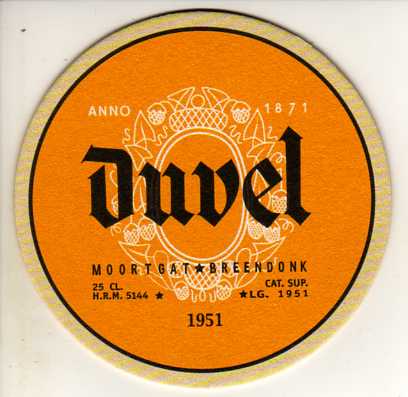 ANNO 1871
Duvel
MOORTGAT★BREENDONK
25 CL. CAT. SUP.
H.R.M. 5144 ★ ★LG. 1951
1951